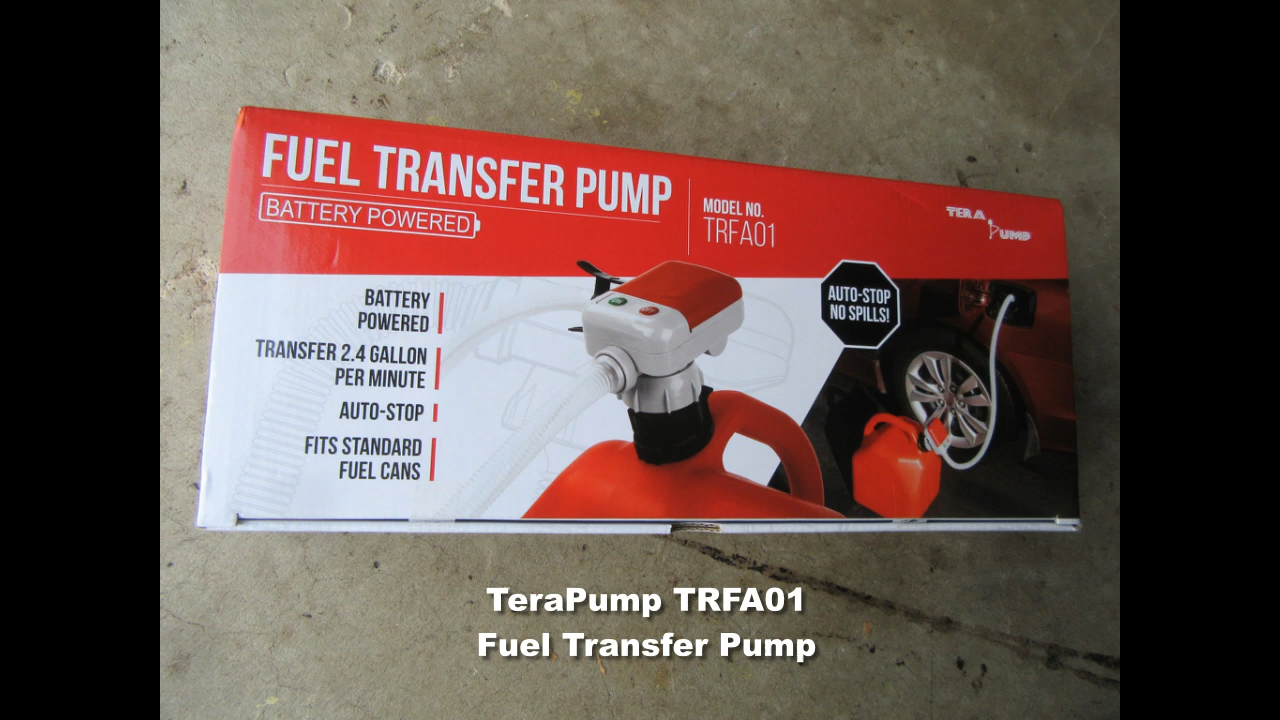 FUEL TRANSFER PUMP
BATTERY POWERED
MODEL NO.
TRFA01
TERA
PUMP
BATTERY
POWERED
TRANSFER 2.4 GALLON
PER MINUTE
AUTO-STOP
FITS STANDARD
FUEL CANS
AUTO-STOP
NO SPILLS!
TeraPump TRFA01
Fuel Transfer Pump